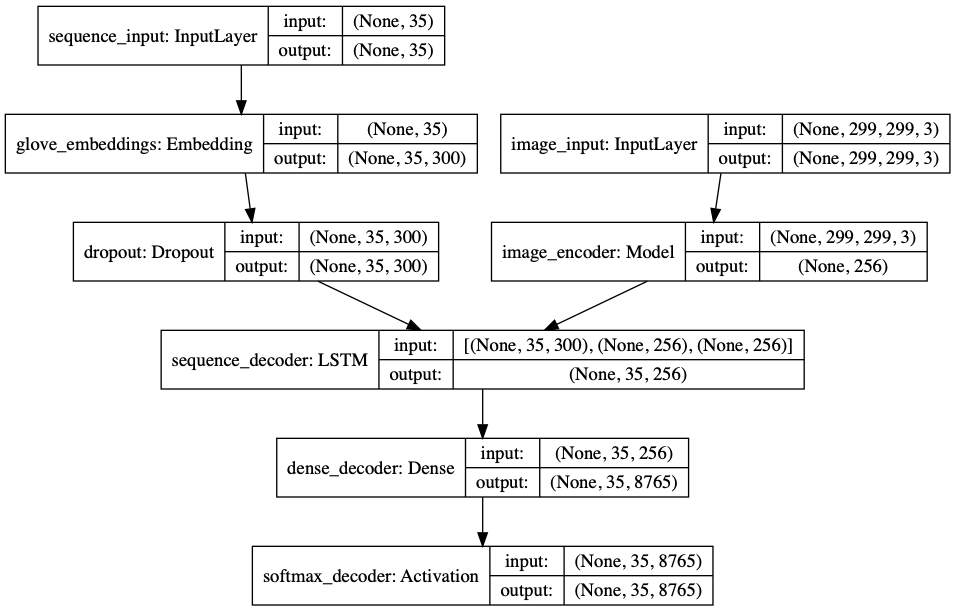 sequence_input: InputLayer
input: (None, 35)
output: (None, 35)
glove_embeddings: Embedding
input: (None, 35)
output: (None, 35, 300)
image_input: InputLayer
input: (None, 299, 299, 3)
output: (None, 299, 299, 3)
dropout: Dropout
input: (None, 35, 300)
output: (None, 35, 300)
image_encoder: Model
input: (None, 299, 299, 3)
output: (None, 256)
sequence_decoder: LSTM
input: [(None, 35, 300), (None, 256), (None, 256)]
output: (None, 35, 256)
dense_decoder: Dense
input: (None, 35, 256)
output: (None, 35, 8765)
softmax_decoder: Activation
input: (None, 35, 8765)
output: (None, 35, 8765)